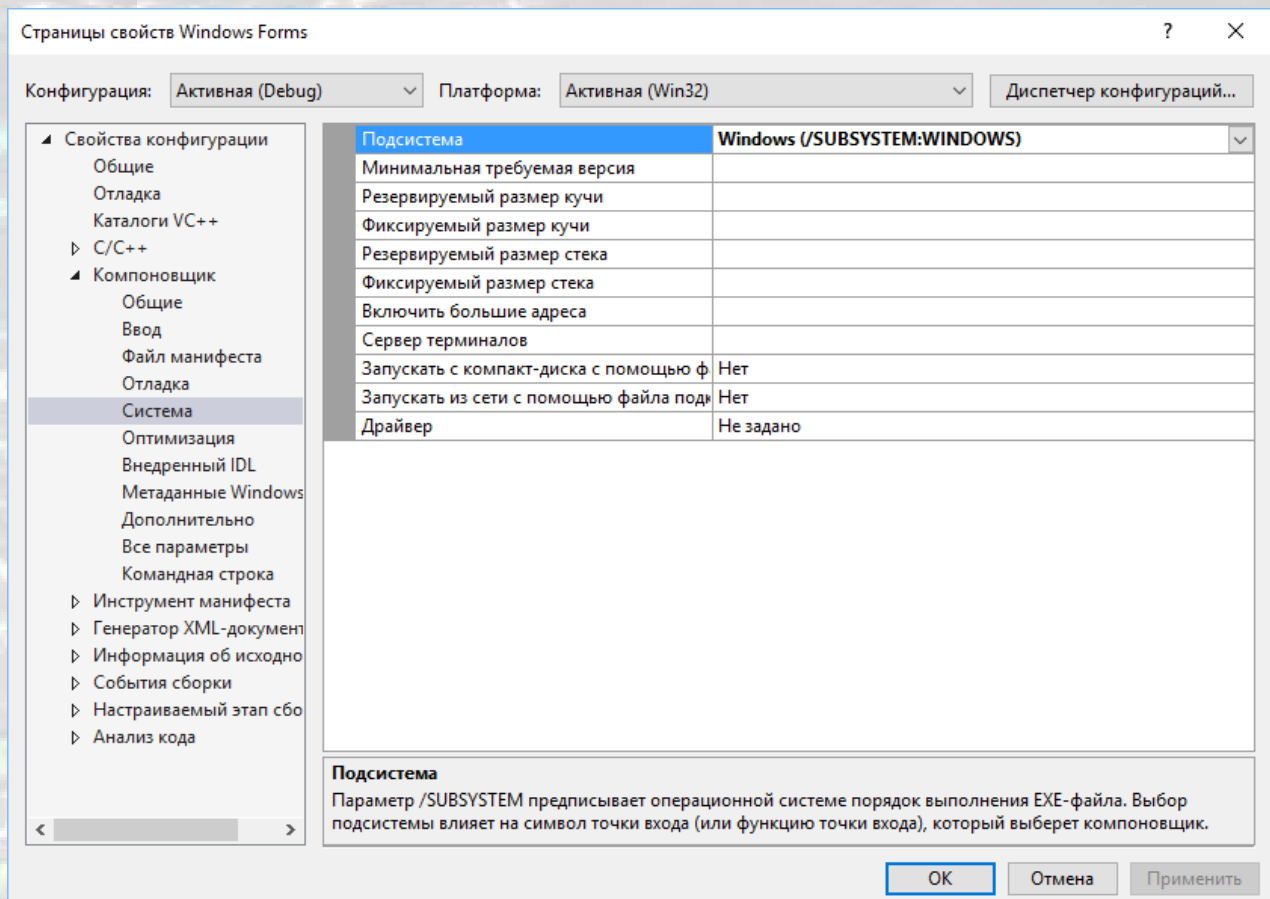 Страницы свойств Windows Forms
Конфигурация: Активная (Debug) Платформа: Активная (Win32) Диспетчер конфигураций...
Свойства конфигурации
Общие
Отладка
Каталоги VC++
C/C++
Компоновщик
Общие
Ввод
Файл манифеста
Отладка
Система
Оптимизация
Внедренный IDL
Метаданные Windows
Дополнительно
Все параметры
Командная строка
Инструмент манифеста
Генератор XML-документ
Информация об исходно
События сборки
Настраиваемый этап сбо
Анализ кода
Подсистема Windows (/SUBSYSTEM:WINDOWS)
Минимальная требуемая версия
Резервируемый размер кучи
Фиксируемый размер кучи
Резервируемый размер стека
Фиксируемый размер стека
Включить большие адреса
Сервер терминалов
Запускать с компакт-диска с помощью ф Нет
Запускать из сети с помощью файла подк Нет
Драйвер Не задано
Подсистема
Параметр /SUBSYSTEM предписывает операционной системе порядок выполнения EXE-файла. Выбор
подсистемы влияет на символ точки входа (или функцию точки входа), который выберет компоновщик.
ОК Отмена Применить